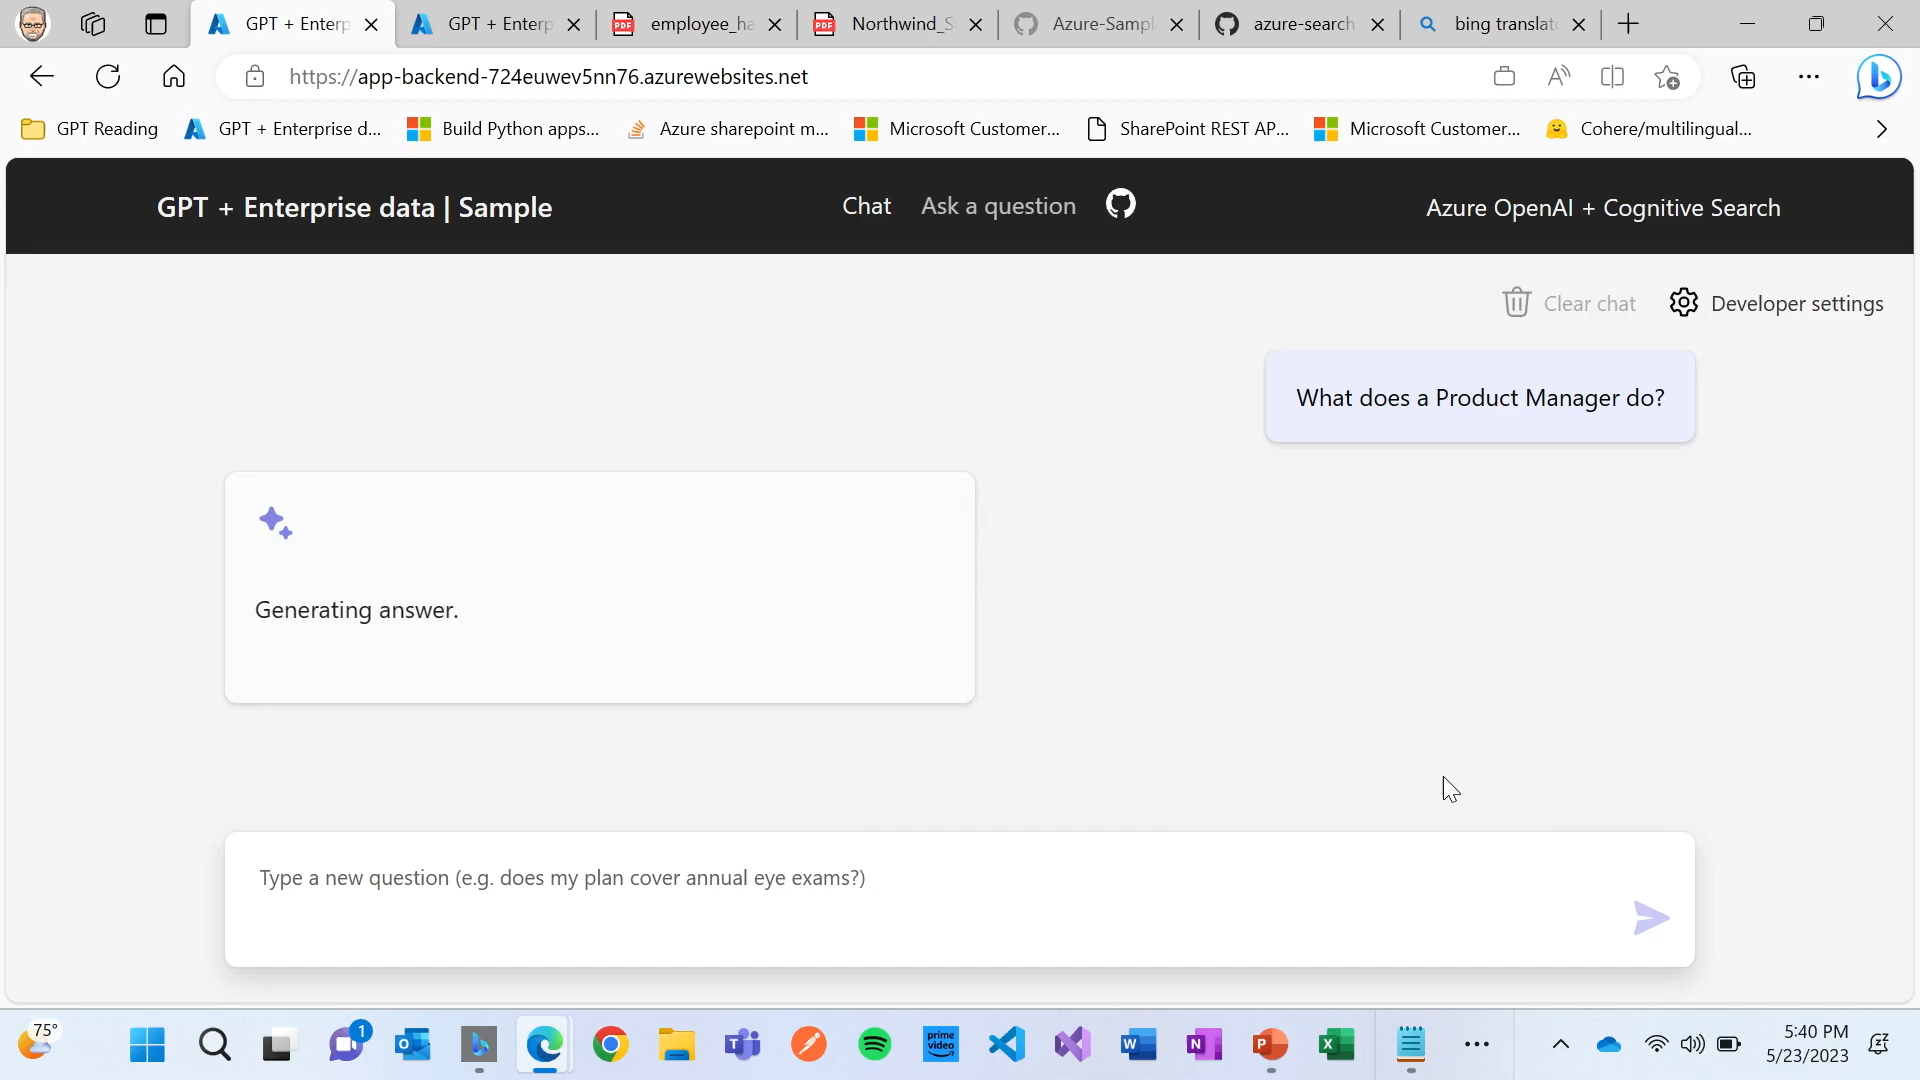 GPT + Enterp
GPT + Enterp
employee_ha
Northwind_S
Azure-Sampl
azure-search
bing translat
https://app-backend-724euwev5nn76.azurewebsites.net
GPT Reading
GPT + Enterprise d...
Build Python apps...
Azure sharepoint m...
Microsoft Customer...
SharePoint REST AP...
Microsoft Customer...
Cohere/multilingual...
GPT + Enterprise data | Sample
Chat
Ask a question
Azure OpenAI + Cognitive Search
Clear chat
Developer settings
What does a Product Manager do?
Generating answer.
Type a new question (e.g. does my plan cover annual eye exams?)
75°
1
prime video
5:40 PM
5/23/2023